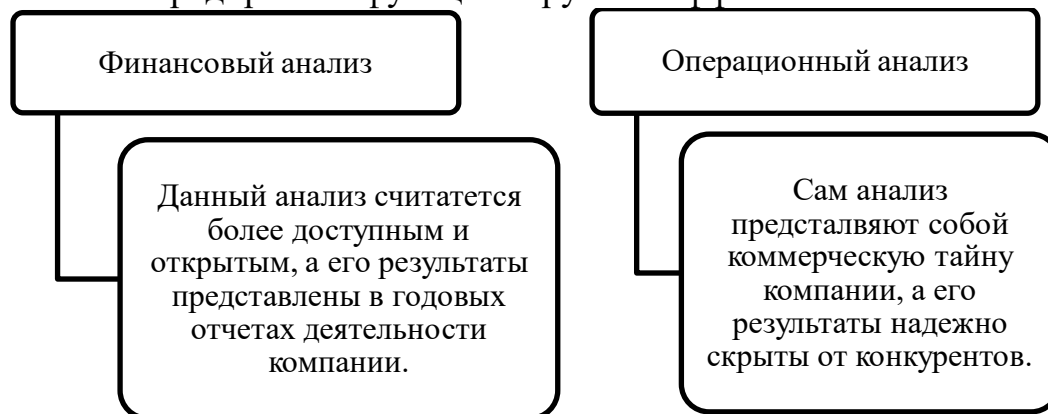 Финансовый анализ
Данный анализ считатется
более доступным и
открытым, а его результаты
представлены в годовых
отчетах деятельности
компании.
Операционный анализ
Сам анализ
предсталвяют собой
коммерческую тайну
компании, а его
результаты надежно
скрыты от конкурентов.